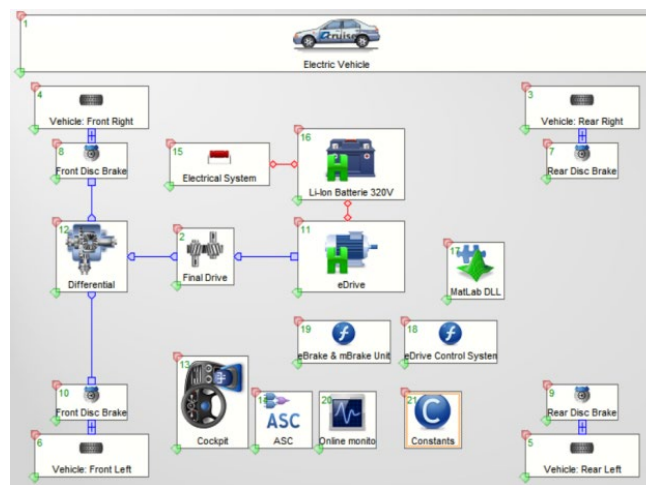 1
cruise
Electric Vehicle
4
Vehicle: Front Right
3
Vehicle: Rear Right
8
Front Disc Brake
15
Electrical System
16
Li-Ion Batterie 320V
7
Rear Disc Brake
12
Differential
2
Final Drive
11
eDrive
17
MatLab DLL
19
eBrake & mBrake Unit
18
eDrive Control System
10
Front Disc Brake
13
Cockpit
ASC
ASC
20
Online monito
21
C
Constants
9
Rear Disc Brake
6
Vehicle: Front Left
5
Vehicle: Rear Left